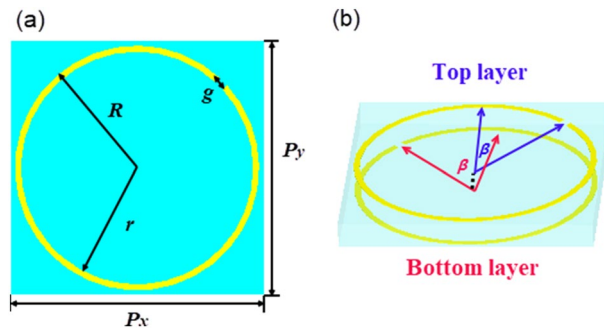 (a)
(b)
R
g
Py
r
Px
Top layer
β
β
Bottom layer